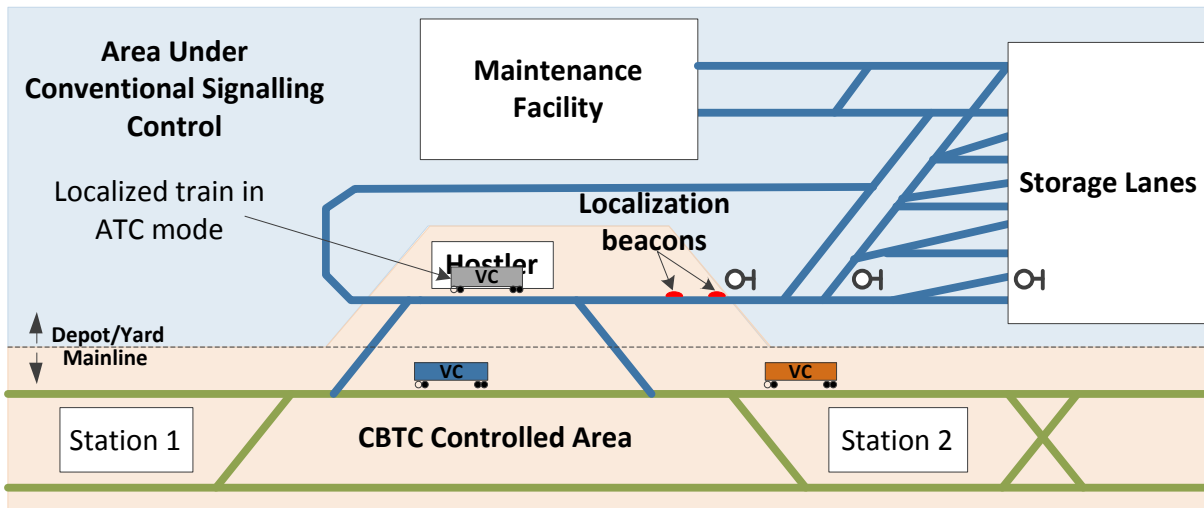 Area Under
Conventional Signalling
Control
Maintenance
Facility
Storage Lanes
Localized train in
ATC mode
Localization
beacons
Hostler
VC
Depot/Yard
Mainline
VC
VC
Station 1
CBTC Controlled Area
Station 2